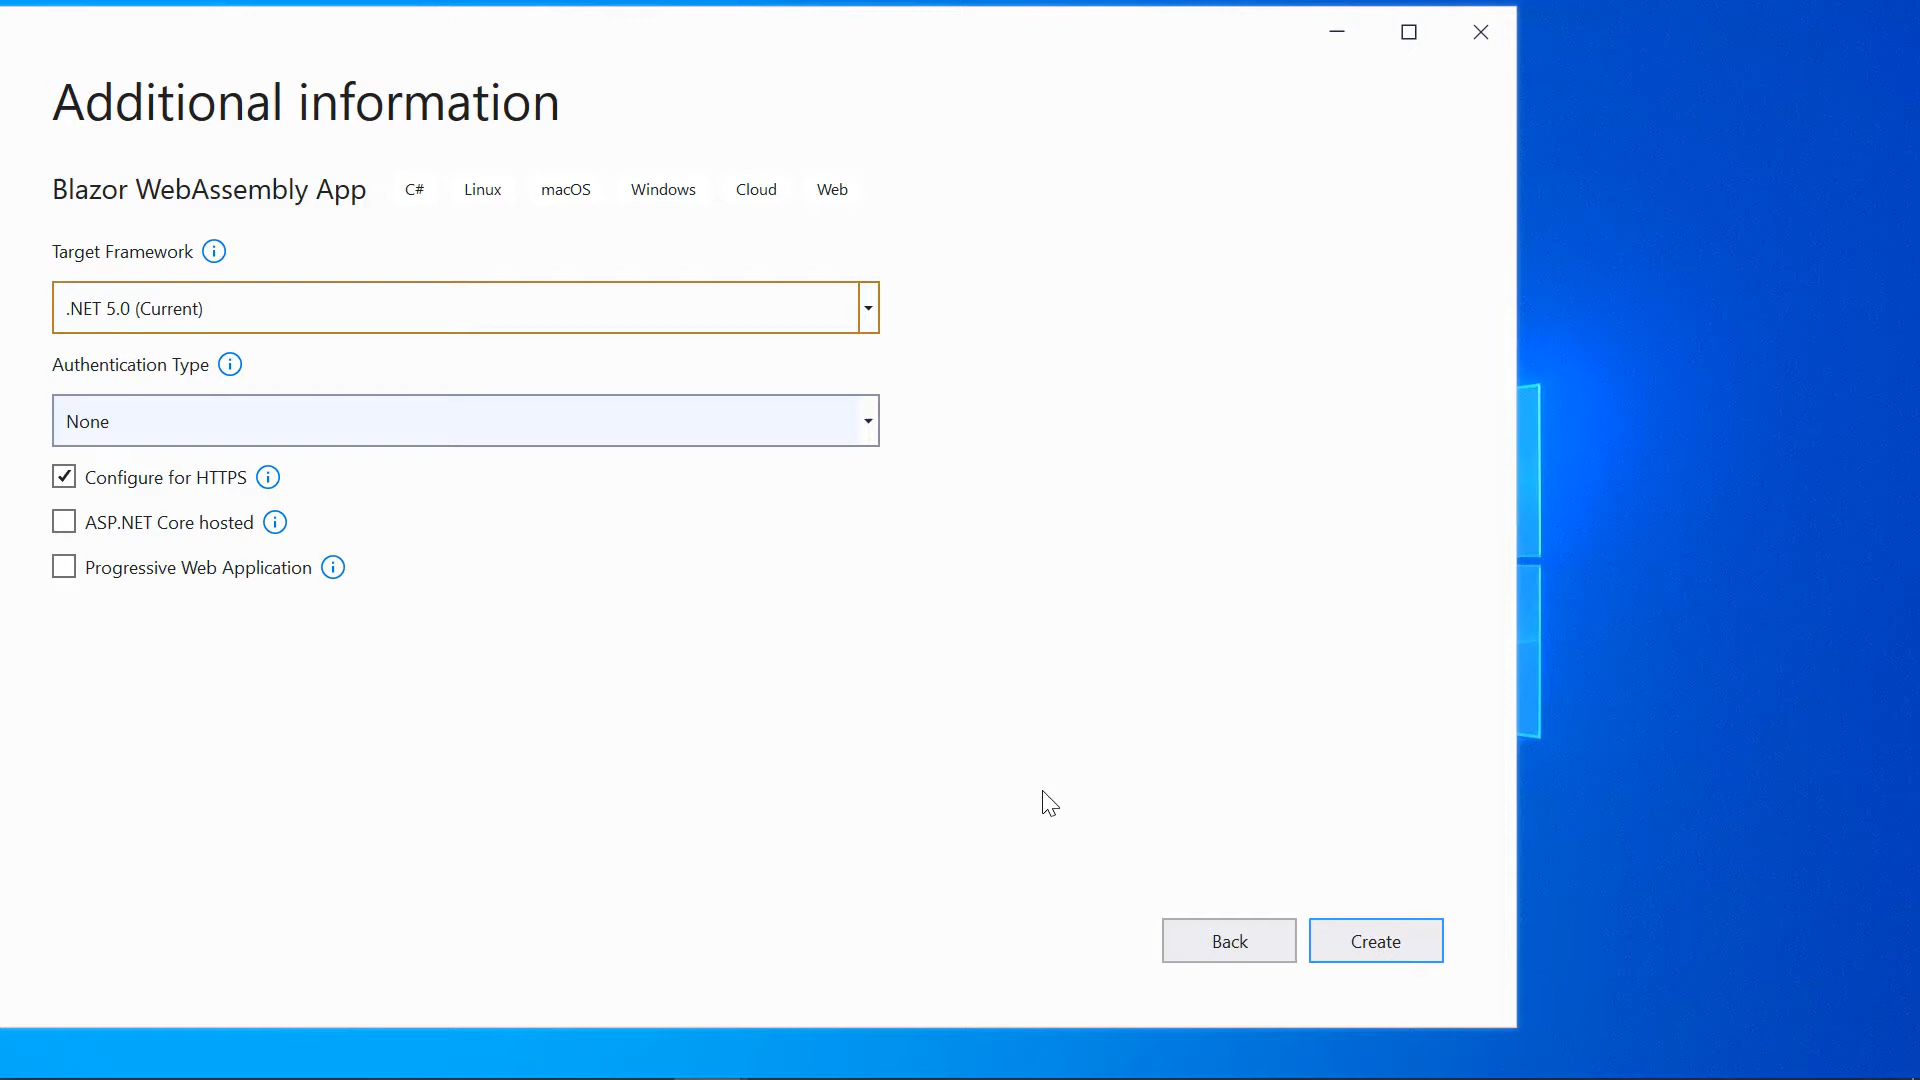 Additional information
Blazor WebAssembly App C# Linux macOS Windows Cloud Web
Target Framework
.NET 5.0 (Current)
Authentication Type
None
Configure for HTTPS
ASP.NET Core hosted
Progressive Web Application
Back Create